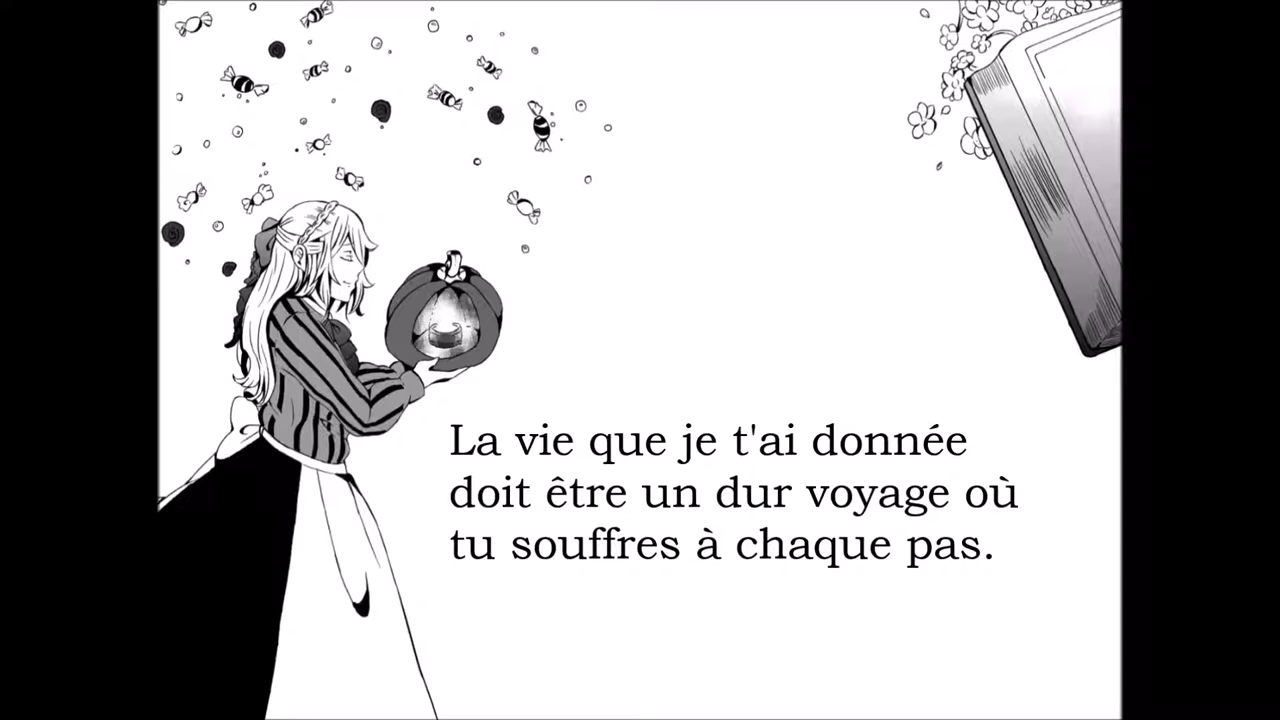 La vie que je t'ai donnée
doit être un dur voyage où
tu souffres à chaque pas.